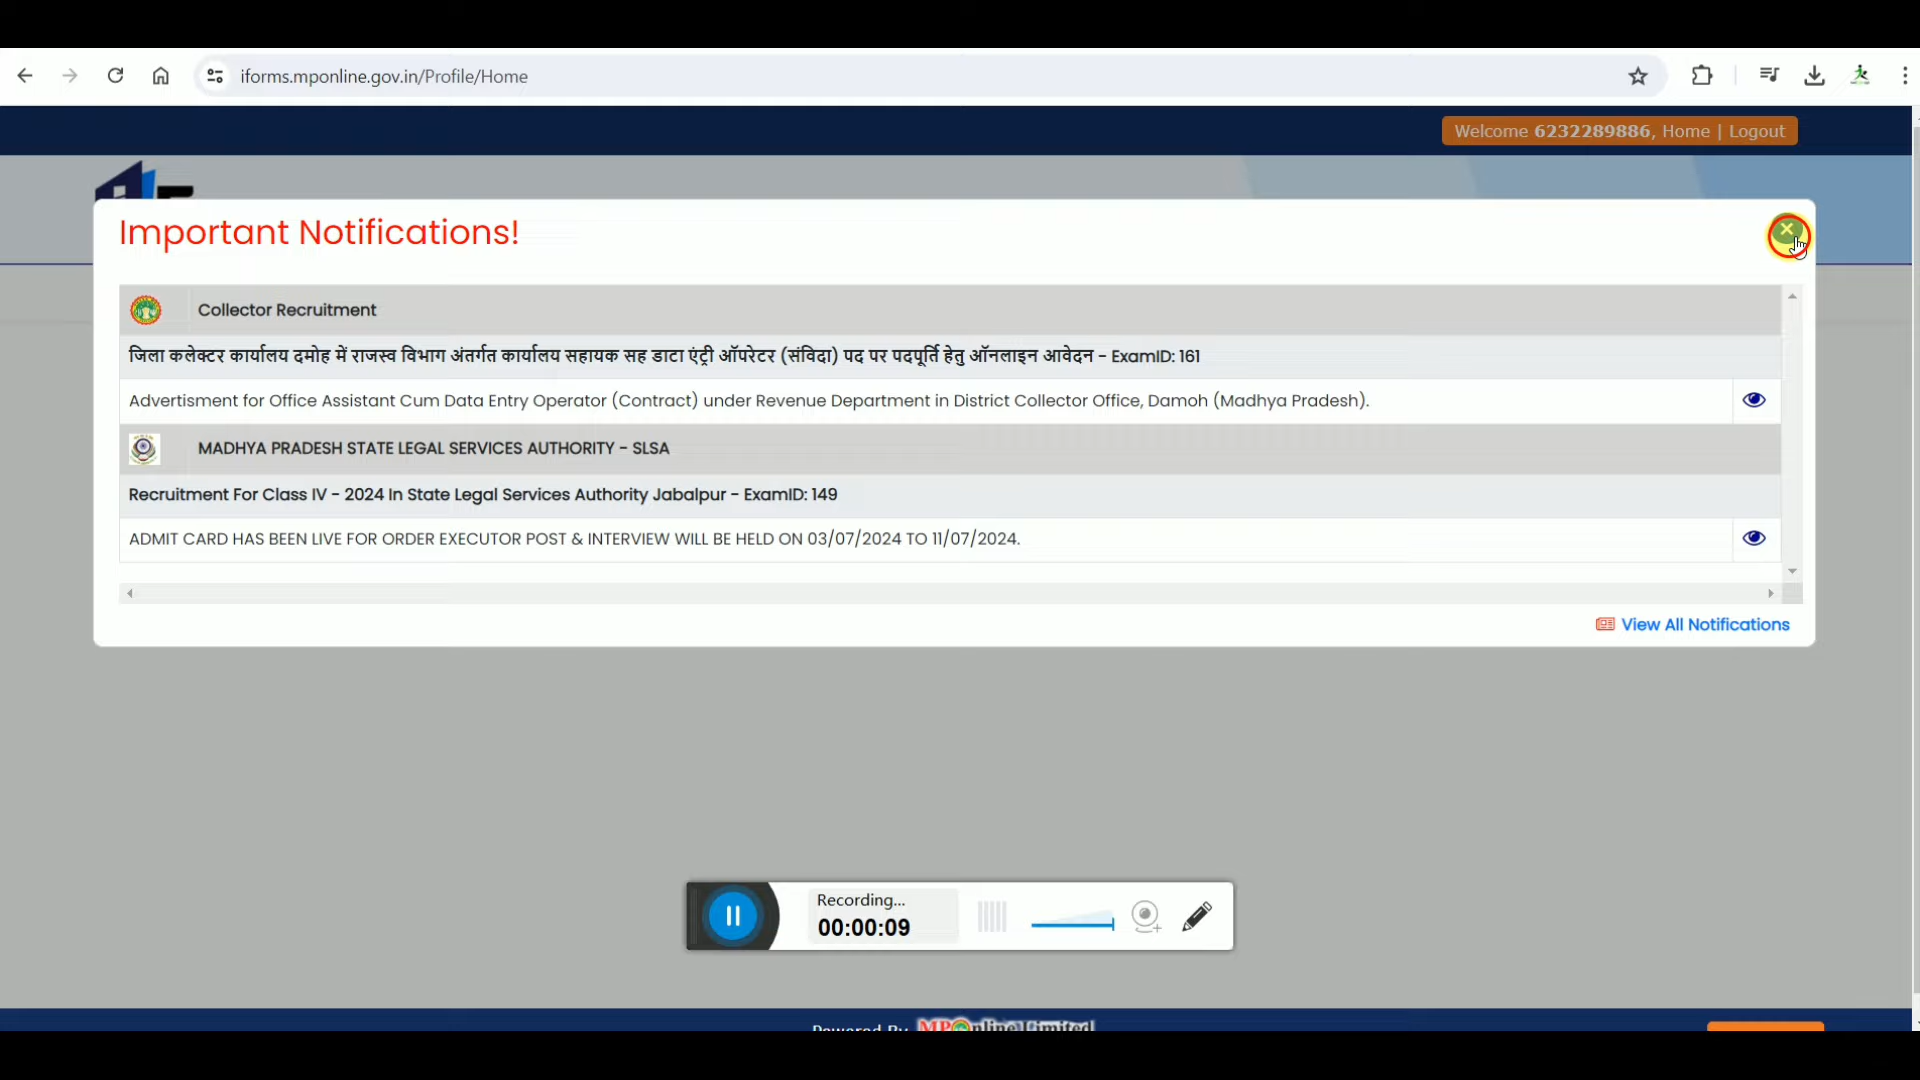 iforms.mponline.gov.in/Profile/Home
Welcome 6232289886, Home | Logout
Important Notifications!
Collector Recruitment
जिला कलेक्टर कार्यालय दमोह में राजस्व विभाग अंतर्गत कार्यालय सहायक सह डाटा एंट्री ऑपरेटर (संविदा) पद पर पदपूर्ति हेतु ऑनलाइन आवेदन - ExamID: 161
Advertisment for Office Assistant Cum Data Entry Operator (Contract) under Revenue Department in District Collector Office, Damoh (Madhya Pradesh).
MADHYA PRADESH STATE LEGAL SERVICES AUTHORITY - SLSA
Recruitment For Class IV - 2024 In State Legal Services Authority Jabalpur - ExamID: 149
ADMIT CARD HAS BEEN LIVE FOR ORDER EXECUTOR POST & INTERVIEW WILL BE HELD ON 03/07/2024 TO 11/07/2024.
View All Notifications
Recording...
00:00:09
Powered By MPOnline Limited